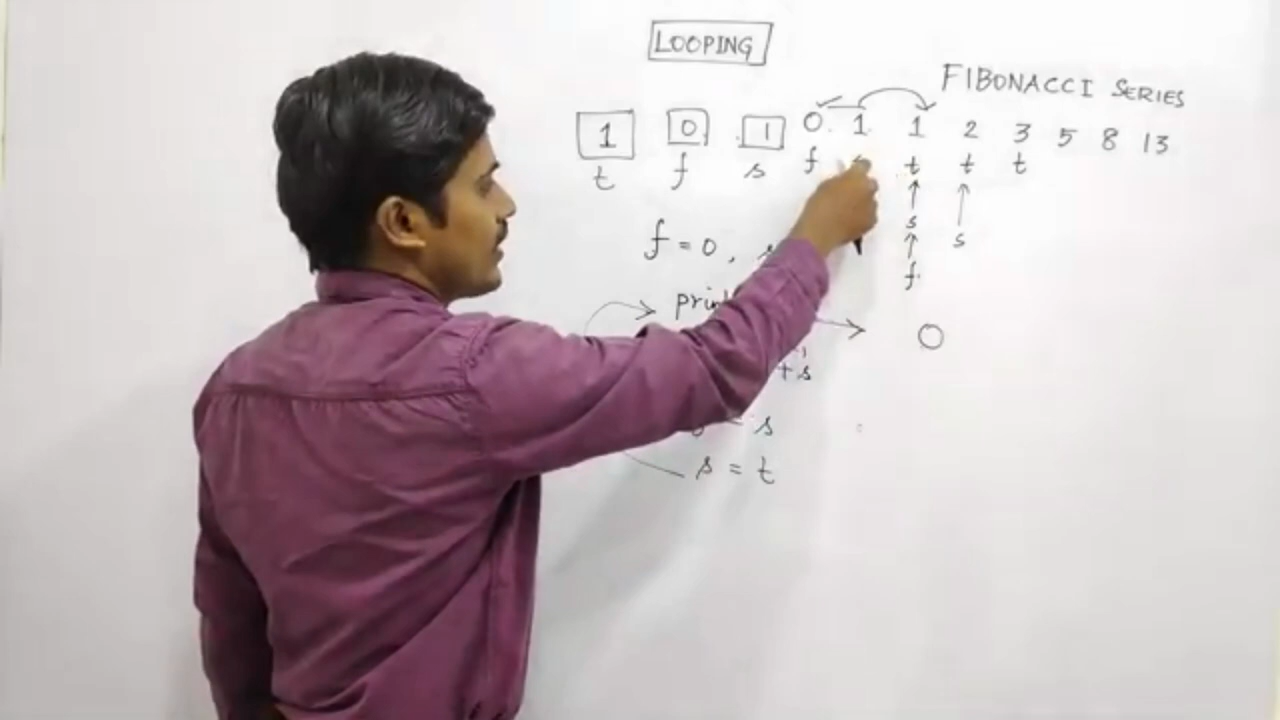 LOOPING
FIBONACCI SERIES
1 0 1 0 1 1 2 3 5 8 13
t f s f t t t
s s
f
f = 0,
0
+s
s
s = t